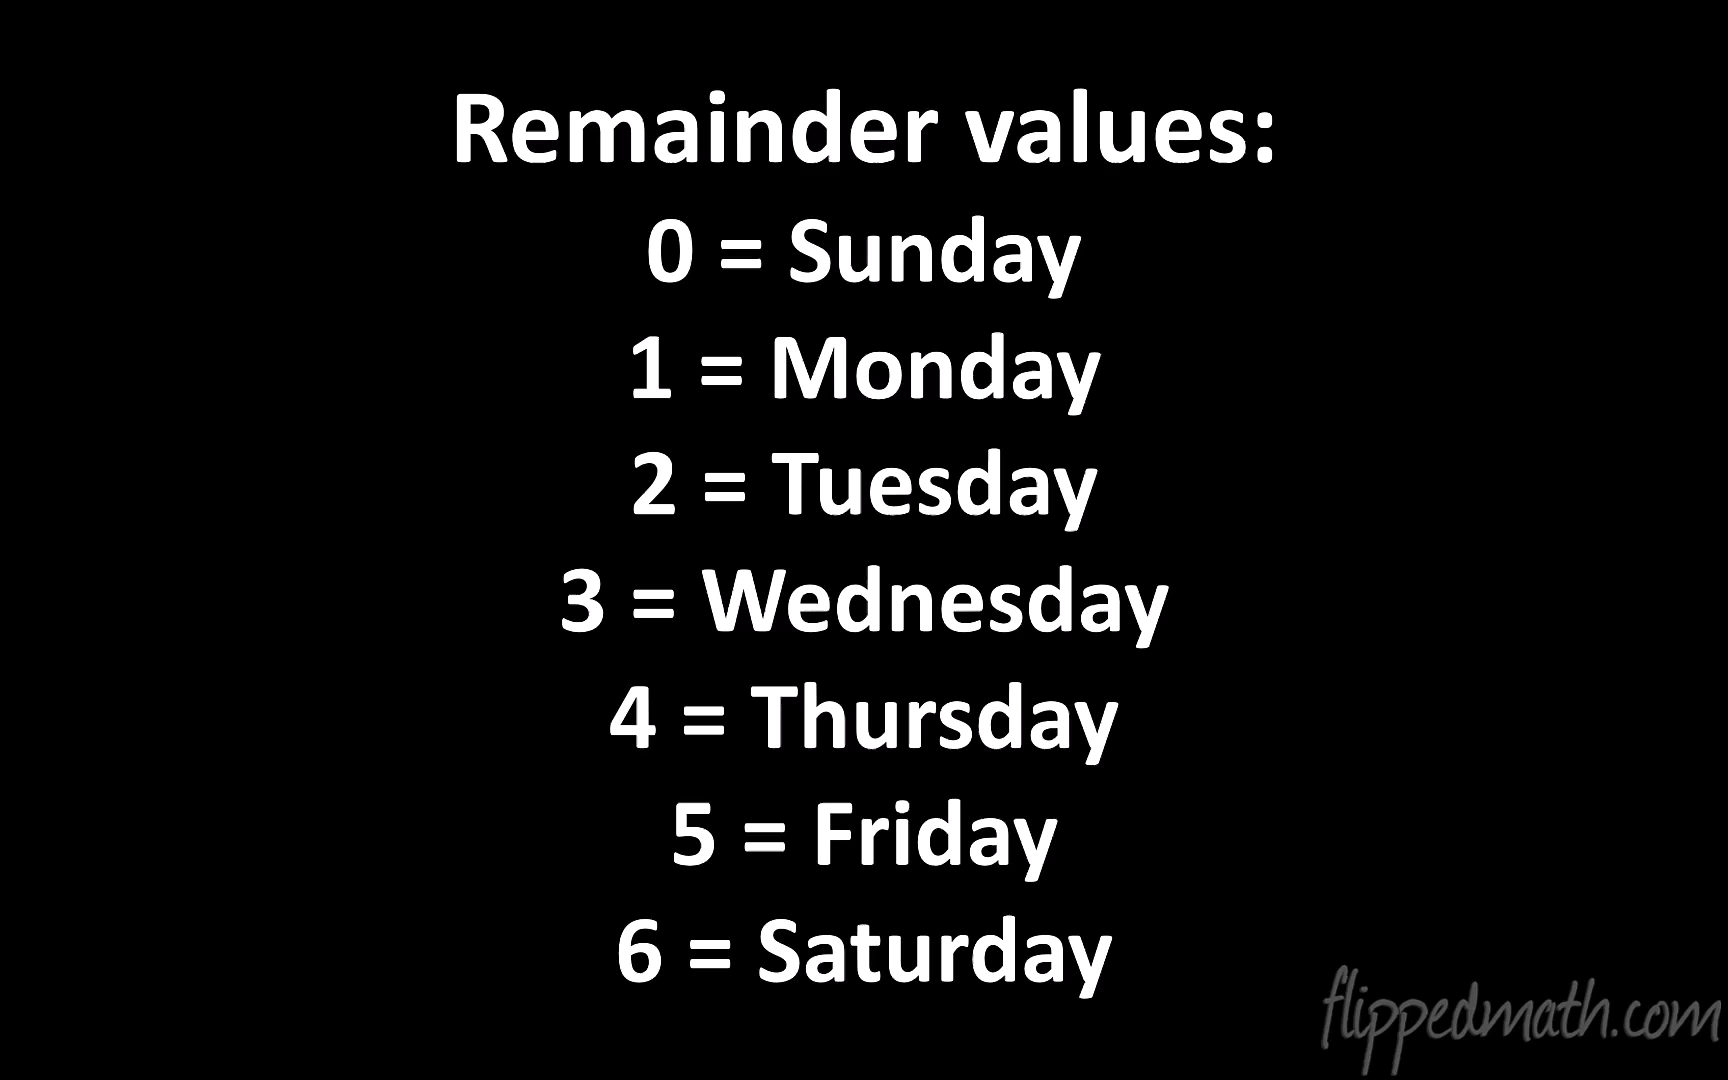 Remainder values:
0 = Sunday
1 = Monday
2 = Tuesday
3 = Wednesday
4 = Thursday
5 = Friday
6 = Saturday
flippedmath.com